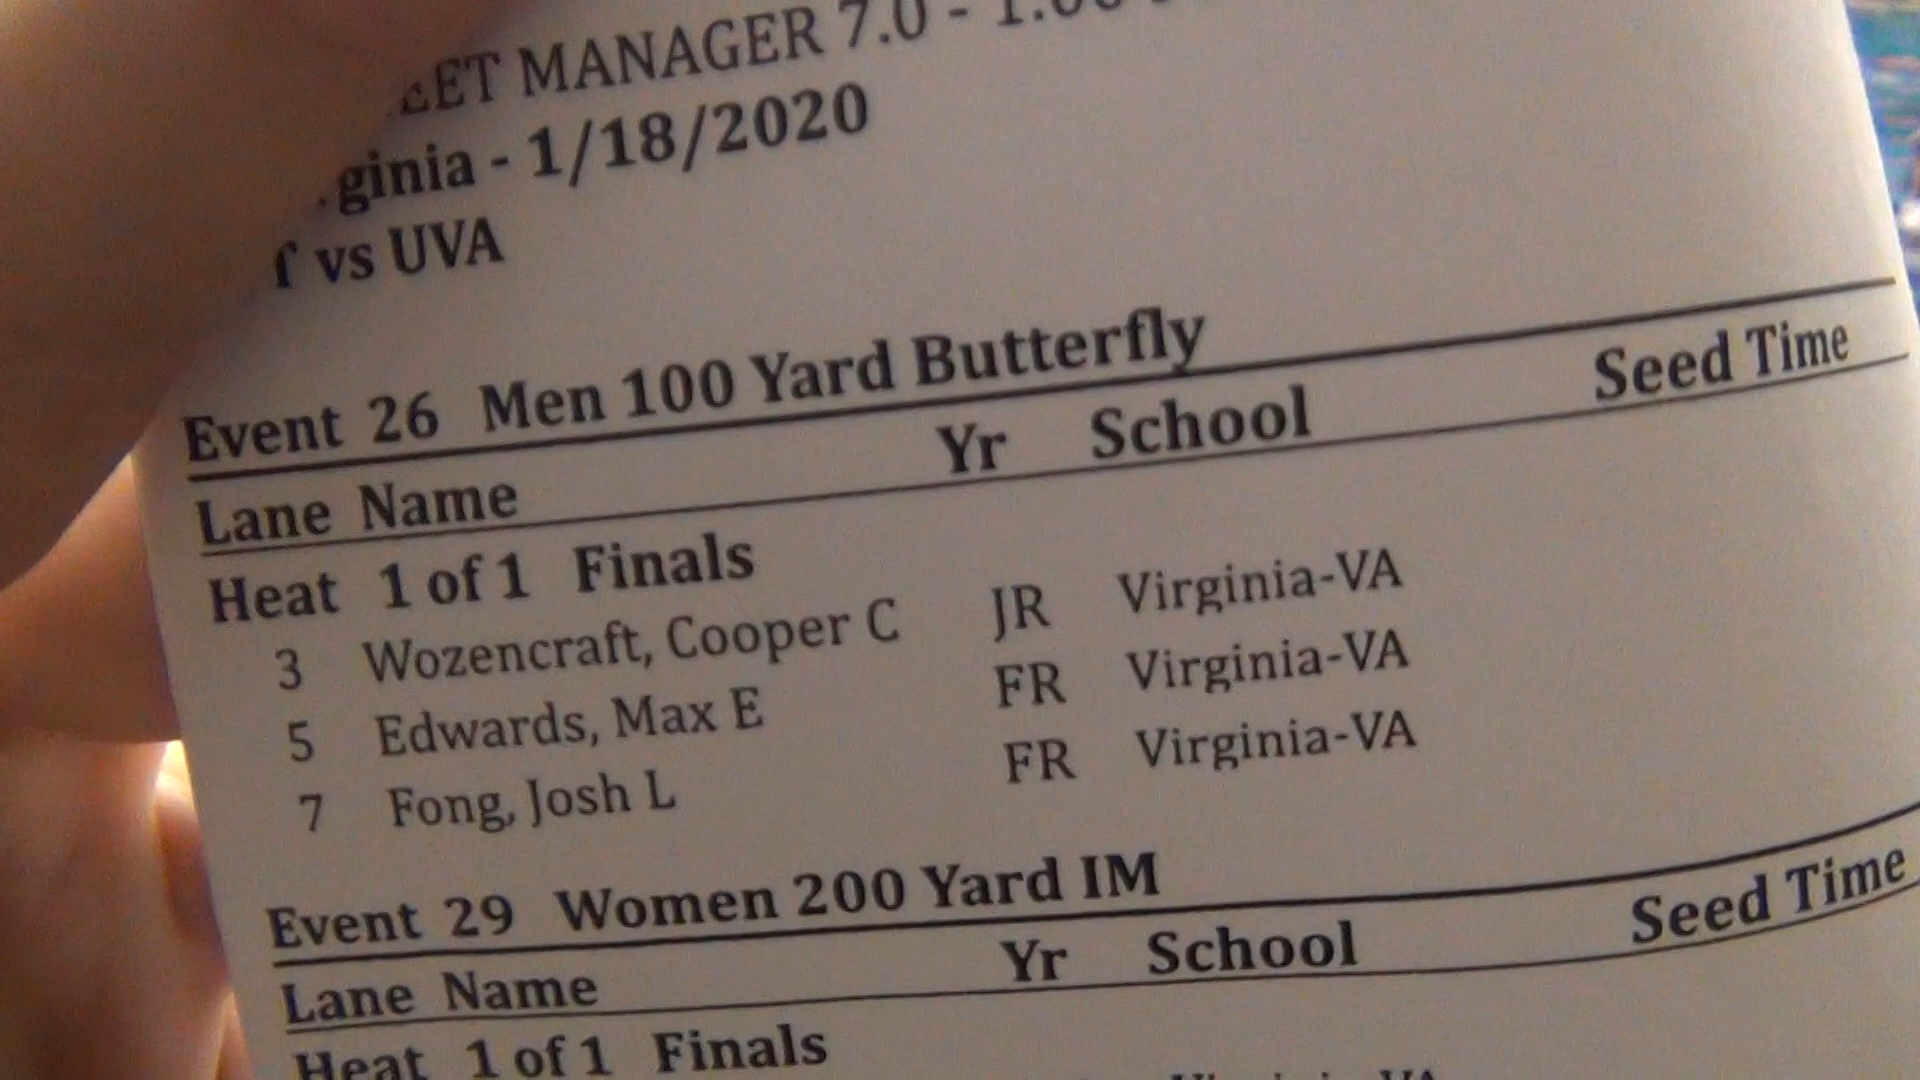 MANAGER 7.0 -
- 1/18/2020
vs UVA
Event 26 Men 100 Yard Butterfly
Lane Name Yr School Seed Time
Heat 1 of 1 Finals
3 Wozencraft, Cooper C JR Virginia-VA
5 Edwards, Max E FR Virginia-VA
7 Fong, Josh L FR Virginia-VA
Event 29 Women 200 Yard IM
Lane Name Yr School Seed Time
Heat 1 of 1 Finals